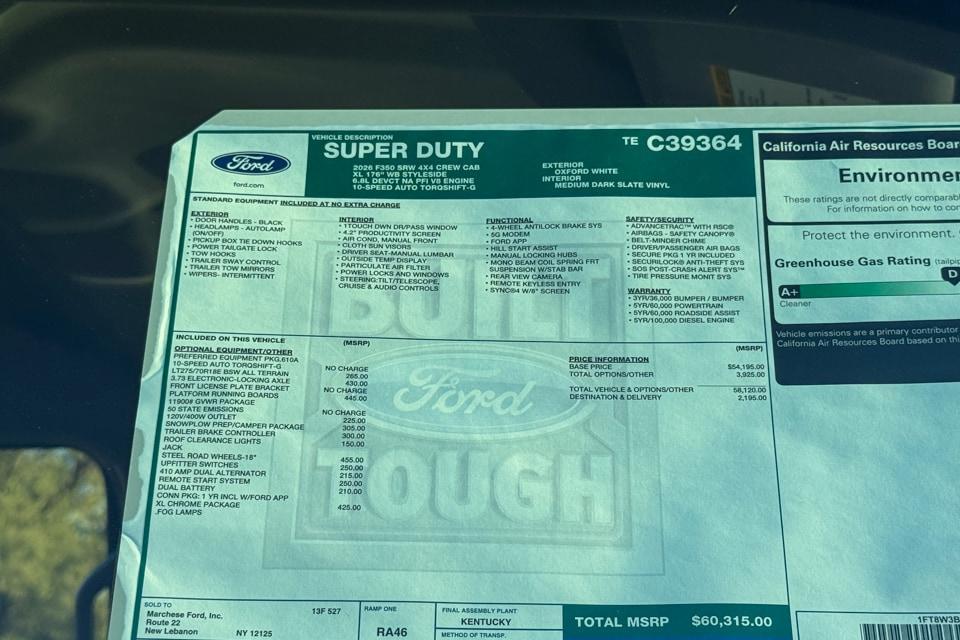 Ford
ford.com
VEHICLE DESCRIPTION
SUPER DUTY
2026 F350 SRW 4X4 CREW CAB
XL 176" WB STYLESIDE
6.8L DEVCT NA PFI V8 ENGINE
10-SPEED AUTO TORQSHIFT-G
TE C39364
EXTERIOR
OXFORD WHITE
INTERIOR
MEDIUM DARK SLATE VINYL
STANDARD EQUIPMENT INCLUDED AT NO EXTRA CHARGE
EXTERIOR
• DOOR HANDLES - BLACK
• HEADLAMPS - AUTOLAMP
(ON/OFF)
• PICKUP BOX TIE DOWN HOOKS
• POWER TAILGATE LOCK
• TOW HOOKS
• TRAILER SWAY CONTROL
• TRAILER TOW MIRRORS
• WIPERS- INTERMITTENT
INTERIOR
• 1TOUCH DWN DR/PASS WINDOW
• 4.2" PRODUCTIVITY SCREEN
• AIR COND, MANUAL FRONT
• CLOTH SUN VISORS
• DRIVER SEAT-MANUAL LUMBAR
• OUTSIDE TEMP DISPLAY
• PARTICULATE AIR FILTER
• POWER LOCKS AND WINDOWS
• STEERING:TILT/TELESCOPE,
CRUISE & AUDIO CONTROLS
FUNCTIONAL
• 4-WHEEL ANTILOCK BRAKE SYS
• 5G MODEM
• FORD APP
• HILL START ASSIST
• MANUAL LOCKING HUBS
• MONO BEAM COIL SPRING FRT
SUSPENSION W/STAB BAR
• REAR VIEW CAMERA
• REMOTE KEYLESS ENTRY
• SYNC®4 W/8" SCREEN
SAFETY/SECURITY
• ADVANCETRAC™ WITH RSC®
• AIRBAGS - SAFETY CANOPY®
• BELT-MINDER CHIME
• DRIVER/PASSENGER AIR BAGS
• SECURE PKG 1 YR INCLUDED
• SECURILOCK® ANTI-THEFT SYS
• SOS POST-CRASH ALERT SYS™
• TIRE PRESSURE MONIT SYS
WARRANTY
• 3YR/36,000 BUMPER / BUMPER
• 5YR/60,000 POWERTRAIN
• 5YR/60,000 ROADSIDE ASSIST
• 5YR/100,000 DIESEL ENGINE
INCLUDED ON THIS VEHICLE
(MSRP)
OPTIONAL EQUIPMENT/OTHER
PREFERRED EQUIPMENT PKG.610A
10-SPEED AUTO TORQSHIFT-G
LT275/70R18E BSW ALL TERRAIN
3.73 ELECTRONIC-LOCKING AXLE
FRONT LICENSE PLATE BRACKET
PLATFORM RUNNING BOARDS
11900# GVWR PACKAGE
50 STATE EMISSIONS
120V/400W OUTLET
SNOWPLOW PREP/CAMPER PACKAGE
TRAILER BRAKE CONTROLLER
ROOF CLEARANCE LIGHTS
JACK
STEEL ROAD WHEELS-18"
UPFITTER SWITCHES
410 AMP DUAL ALTERNATOR
REMOTE START SYSTEM
DUAL BATTERY
CONN PKG: 1 YR INCL W/FORD APP
XL CHROME PACKAGE
.FOG LAMPS
NO CHARGE
265.00
430.00
NO CHARGE
445.00
NO CHARGE
225.00
305.00
300.00
150.00
455.00
250.00
215.00
250.00
210.00
425.00
BUILT
Ford
TOUGH
PRICE INFORMATION
(MSRP)
BASE PRICE $54,195.00
TOTAL OPTIONS/OTHER 3,925.00
TOTAL VEHICLE & OPTIONS/OTHER 58,120.00
DESTINATION & DELIVERY 2,195.00
SOLD TO
Marchese Ford, Inc.
Route 22
New Lebanon NY 12125
13F 527
RAMP ONE
RA46
FINAL ASSEMBLY PLANT
KENTUCKY
METHOD OF TRANSP.
TOTAL MSRP $60,315.00
California Air Resources Boar
Environmen
These ratings are not directly comparabl
For information on how to con
Protect the environment.
Greenhouse Gas Rating (tailpip
D
A+
Cleaner
Vehicle emissions are a primary contributor
California Air Resources Board based on thi
1FT8W3B